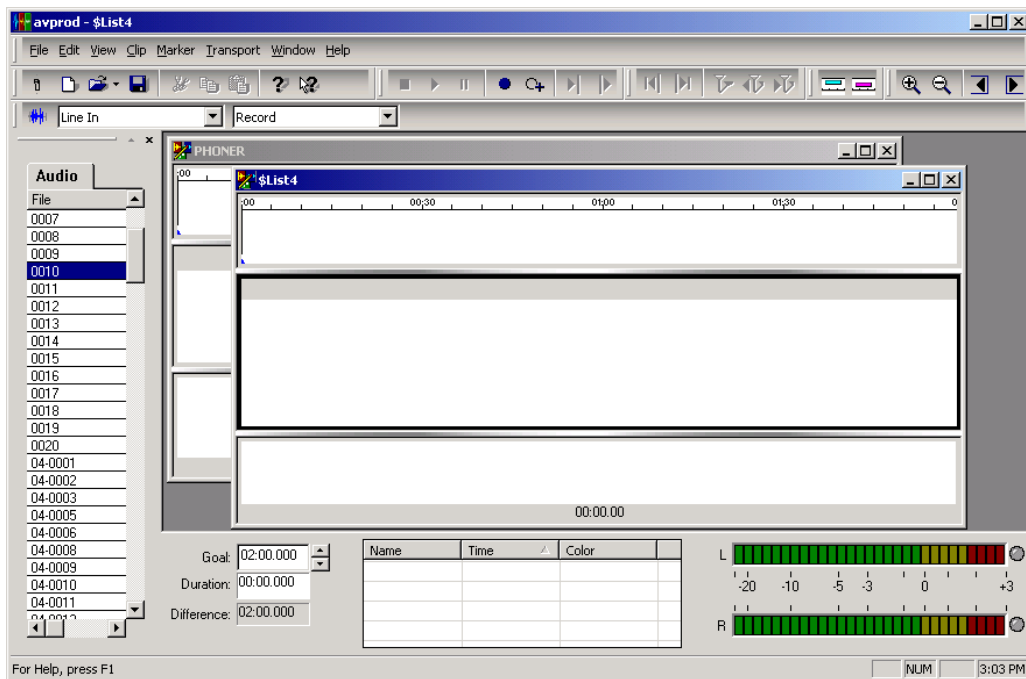 avprod - $List4
File Edit View Clip Marker Transport Window Help
Line In Record
PHONER
:00
$List4
:00 00:30 01:00 01:30 0
Audio
File
0007
0008
0009
0010
0011
0012
0013
0014
0015
0016
0017
0018
0019
0020
04-0001
04-0002
04-0003
04-0005
04-0006
04-0008
04-0009
04-0010
04-0011
04-0012
00:00.00
Goal: 02:00.000
Duration: 00:00.000
Difference: 02:00.000
Name Time Color
L
-20 -10 -5 -3 0 +3
R
For Help, press F1
NUM 3:03 PM